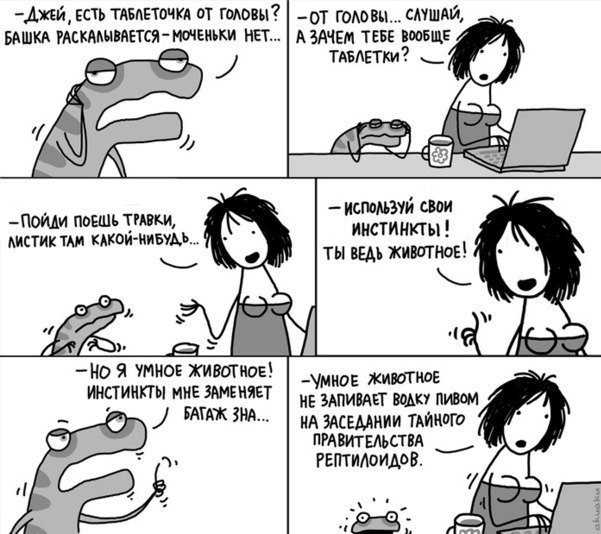 –Джей, есть таблеточка от головы?
Башка раскалывается – моченьки нет...
–От головы... Слушай,
а зачем тебе вообще
таблетки?
–Пойди поешь травки,
листик там какой-нибудь...
– Используй свои
инстинкты!
Ты ведь животное!
–Но я умное животное!
Инстинкты мне заменяет
багаж зна...
–Умное животное
не запивает водку пивом
на заседании тайного
правительства
рептилоидов.
akuaku